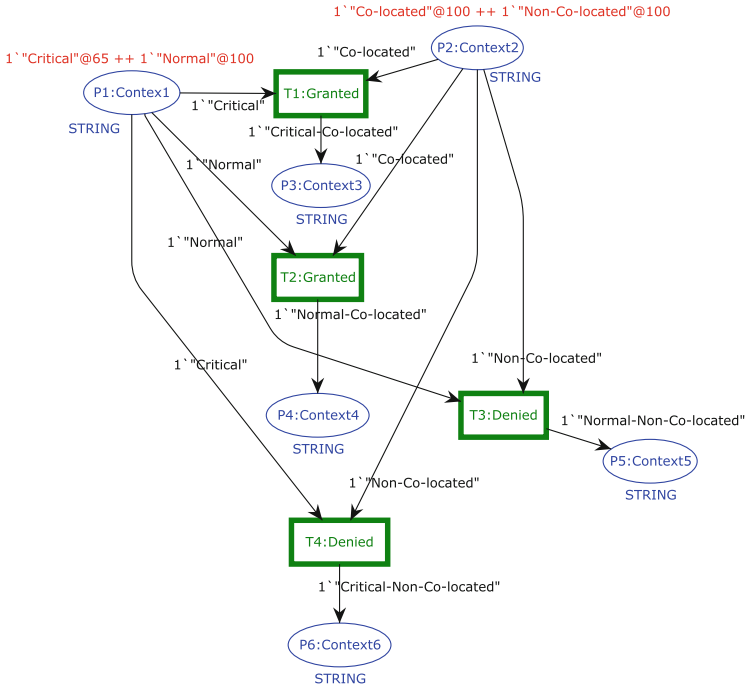 1`"Co-located"@100 ++ 1`"Non-Co-located"@100
1`"Critical"@65 ++ 1`"Normal"@100
P2:Context2
1`"Co-located"
STRING
P1:Contex1
T1:Granted
1`"Critical"
STRING
1`"Critical-Co-located"
1`"Normal"
1`"Co-located"
P3:Context3
STRING
1`"Normal"
T2:Granted
1`"Normal-Co-located"
1`"Critical"
1`"Non-Co-located"
P4:Context4
T3:Denied
1`"Normal-Non-Co-located"
STRING
P5:Context5
1`"Non-Co-located"
STRING
T4:Denied
1`"Critical-Non-Co-located"
P6:Context6
STRING